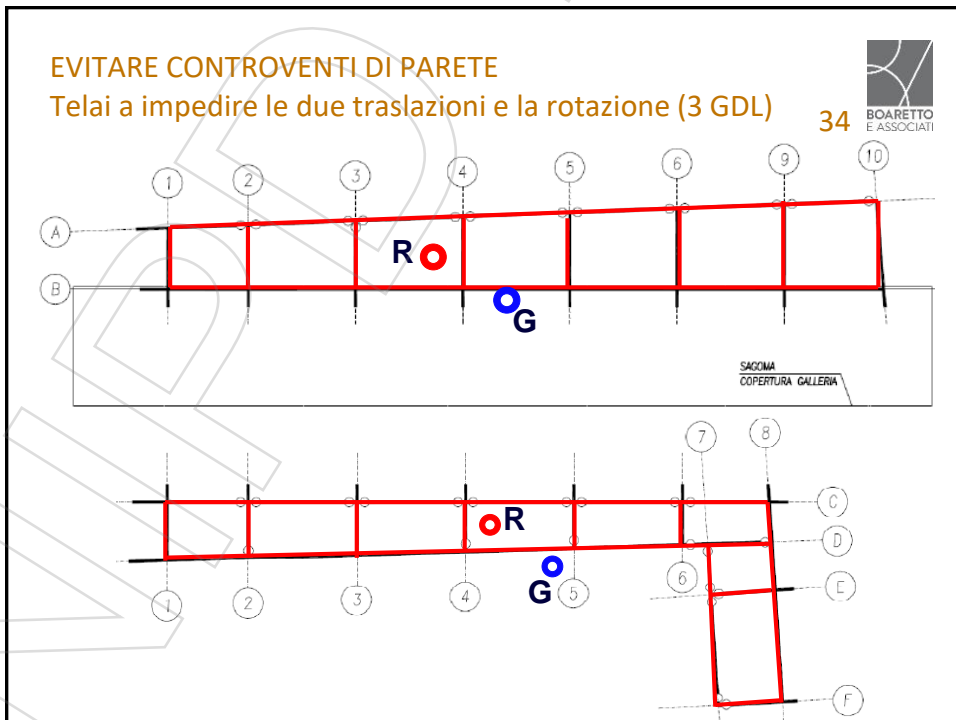 EVITARE CONTROVENTI DI PARETE
Telai a impedire le due traslazioni e la rotazione (3 GDL)
34
BOARETTO
E ASSOCIATI
1 2 3 4 5 6 9 10
A
R
B
G
SAGOMA
COPERTURA GALLERIA
7 8
C
R
D
G
E
1 2 3 4 5 6
F